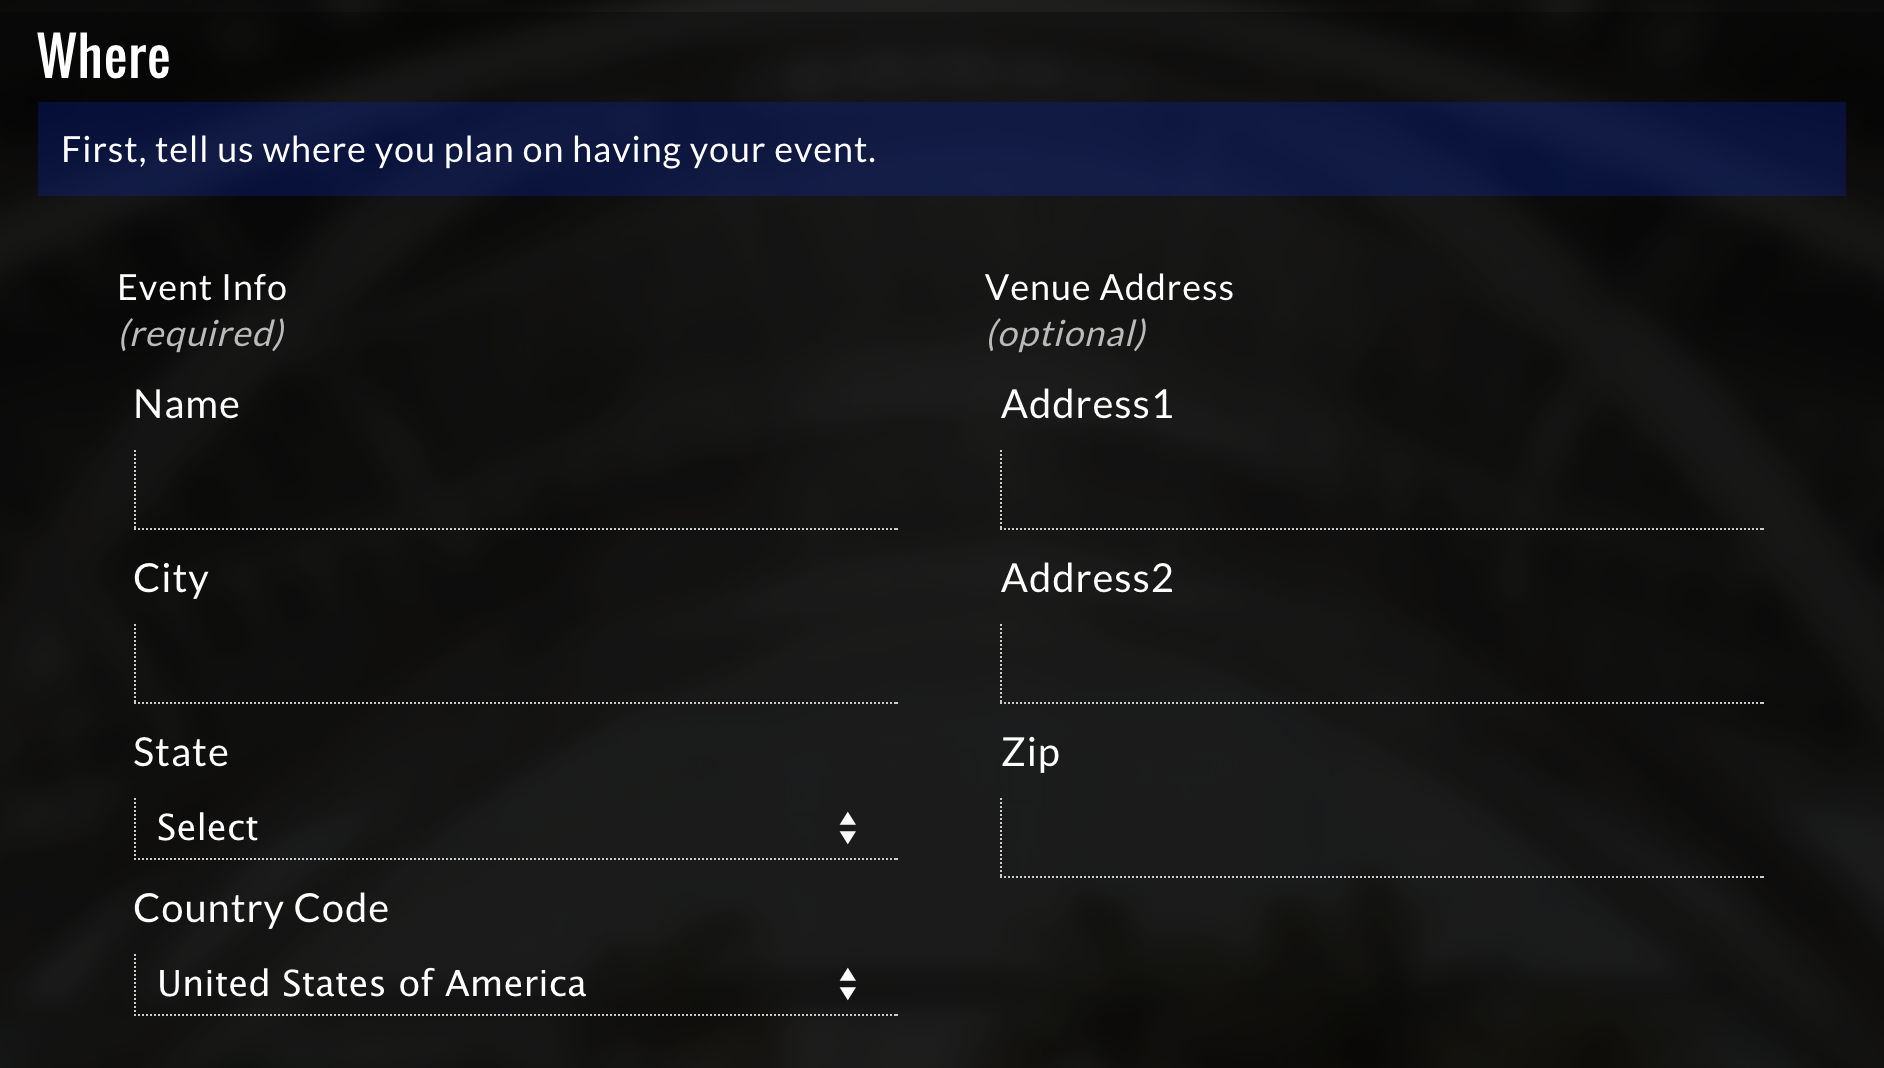 Where
First, tell us where you plan on having your event.
Event Info
(required)
Name
City
State
Select
Country Code
United States of America
Venue Address
(optional)
Address1
Address2
Zip